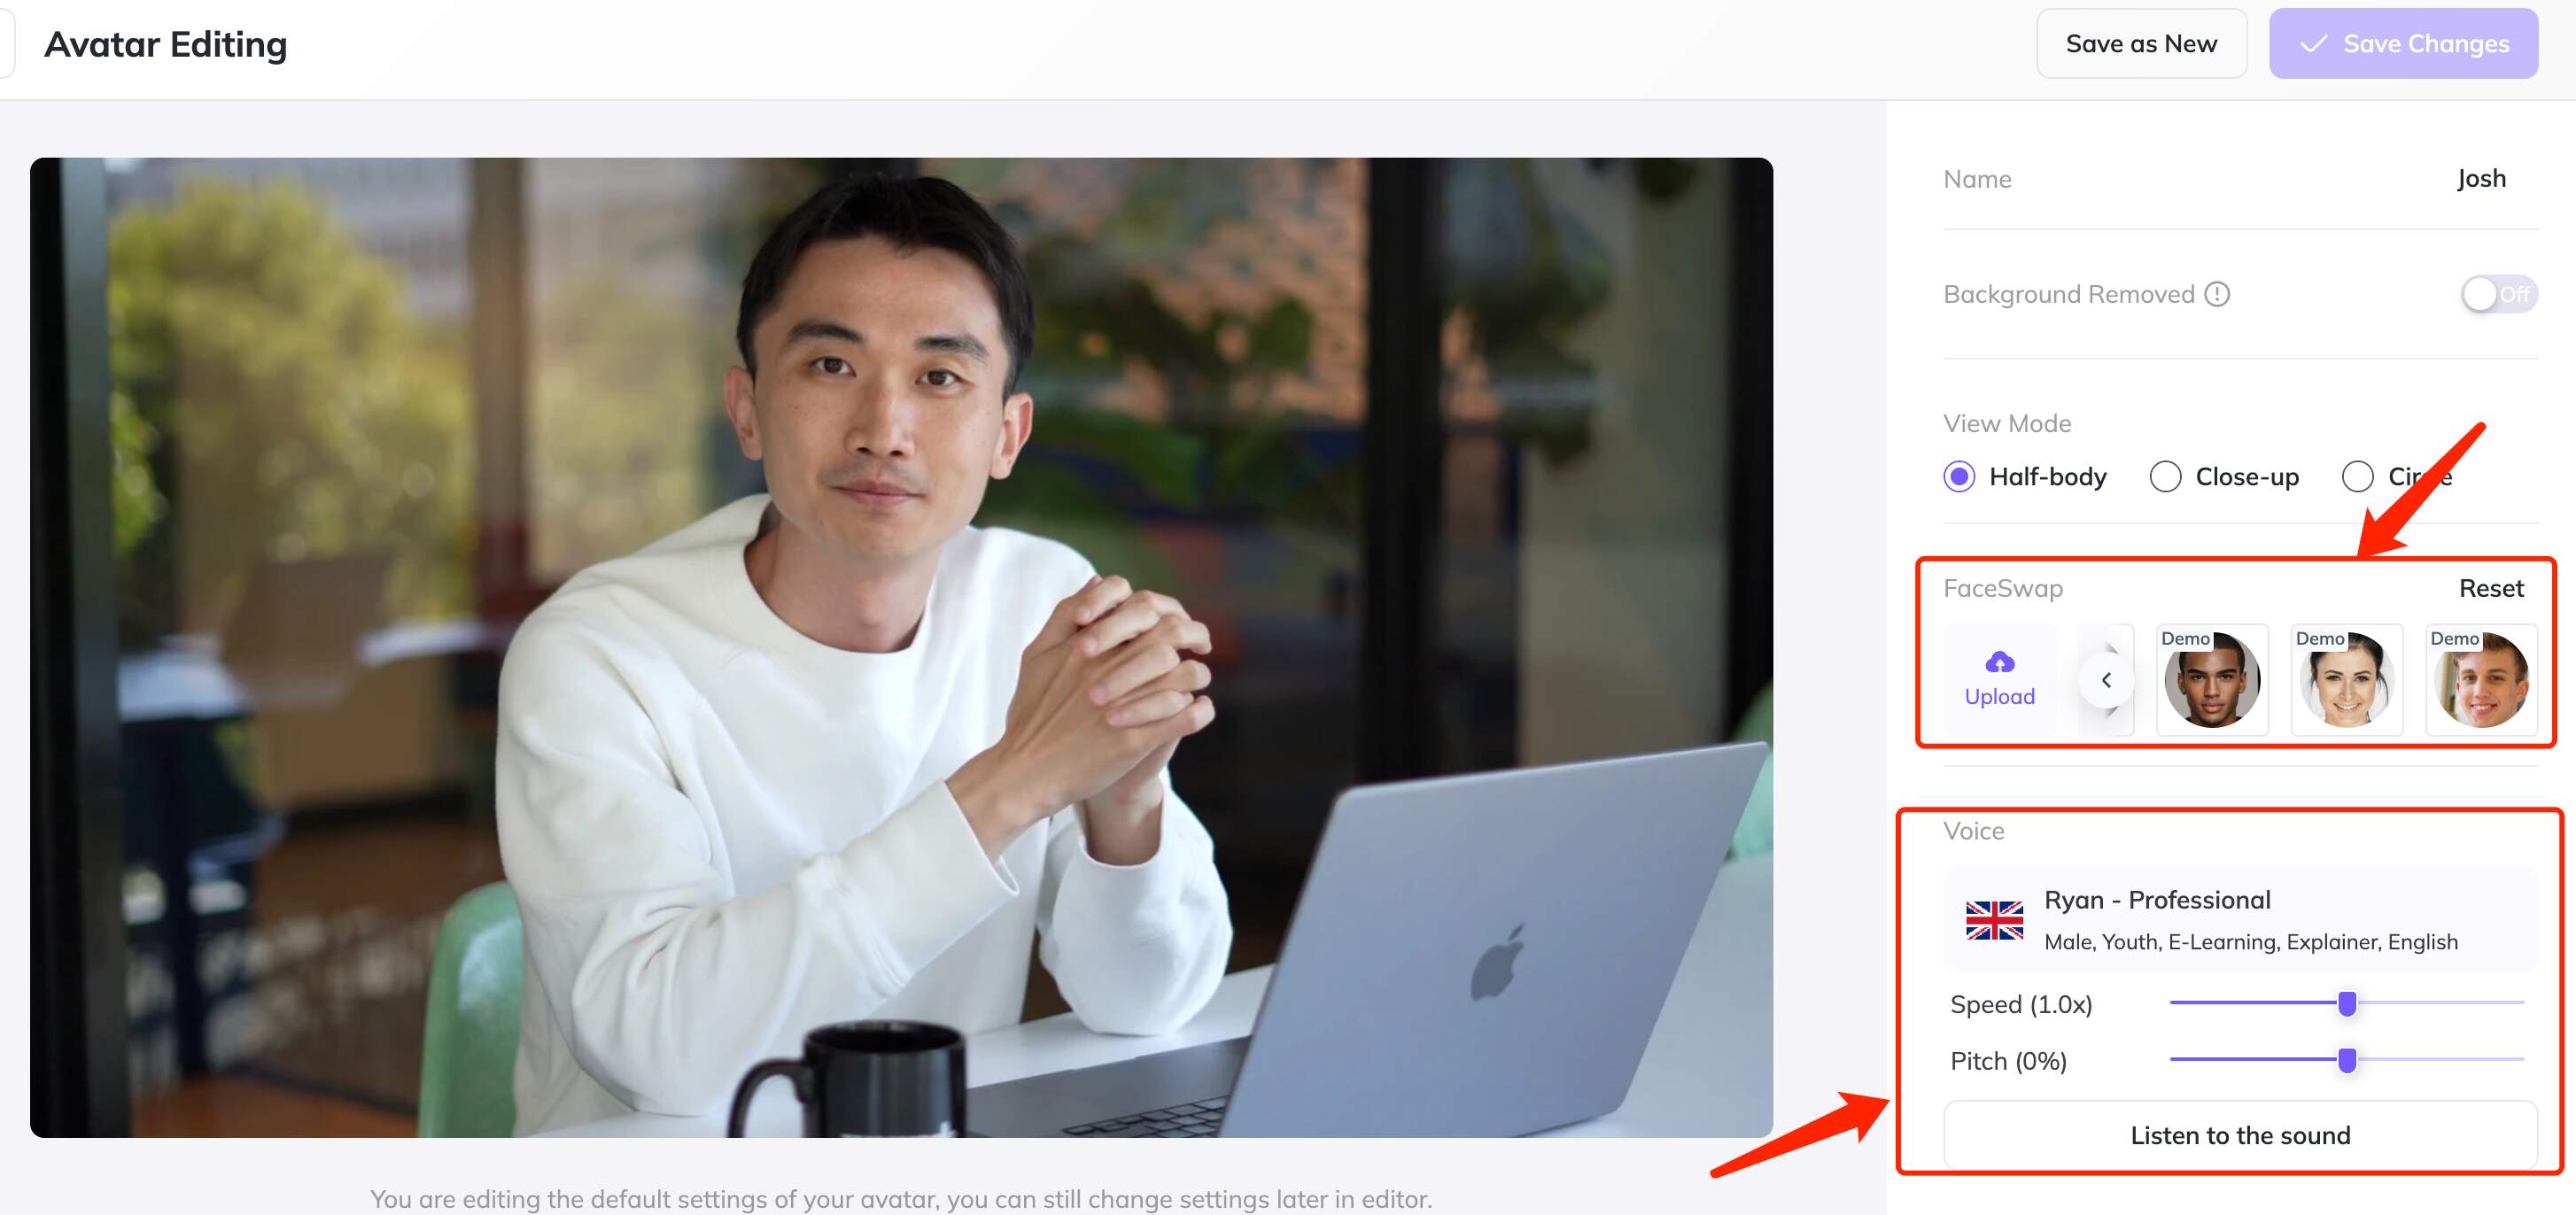 Avatar Editing
Save as New
Save Changes
Name
Josh
Background Removed
Off
View Mode
Half-body
Close-up
Circle
FaceSwap
Reset
Upload
Demo
Demo
Demo
Voice
Ryan - Professional
Male, Youth, E-Learning, Explainer, English
Speed (1.0x)
Pitch (0%)
Listen to the sound
You are editing the default settings of your avatar, you can still change settings later in editor.